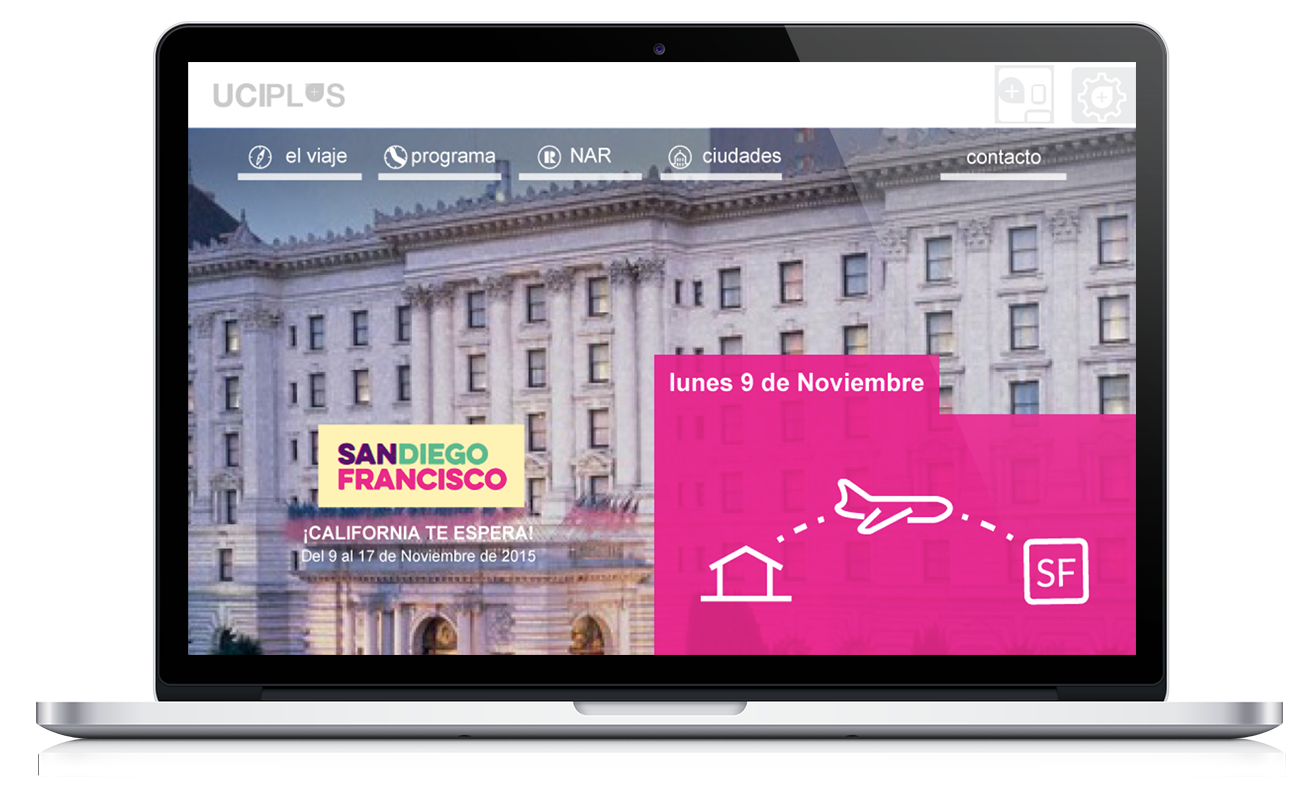 UCIPLUS
el viaje
programa
R NAR
ciudades
contacto
lunes 9 de Noviembre
SANDIEGO
FRANCISCO
¡CALIFORNIA TE ESPERA!
Del 9 al 17 de Noviembre de 2015
SF